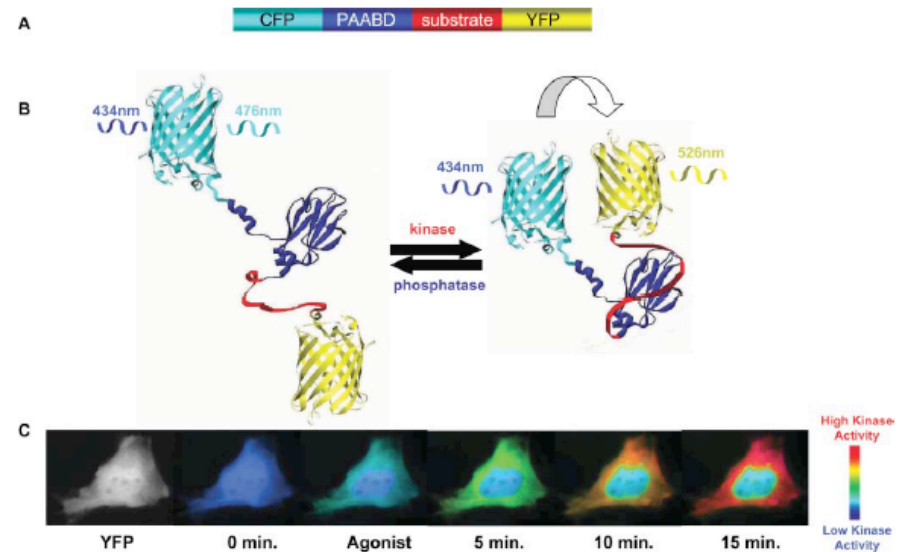 A
CFP PAABD substrate YFP
B
434nm 476nm
434nm 526nm
kinase
phosphatase
C
High Kinase
Activity
Low Kinase
Activity
YFP 0 min. Agonist 5 min. 10 min. 15 min.